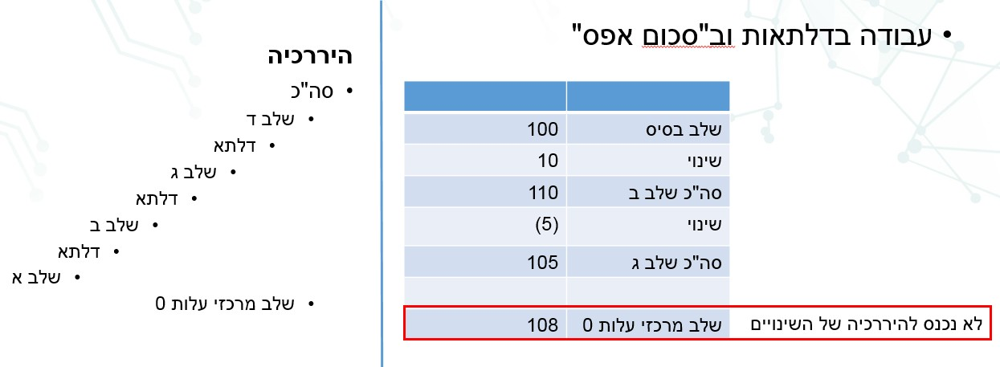 • עבודה בדלתאות וב"סכום אפס"
שלב בסיס 100
שינוי 10
סה"כ שלב ב 110
שינוי (5)
סה"כ שלב ג 105
לא נכנס להיררכיה של השינויים שלב מרכזי עלות 0 108
היררכיה
• סה"כ
• שלב ד
• דלתא
• שלב ג
• דלתא
• שלב ב
• דלתא
• שלב א
• שלב מרכזי עלות 0